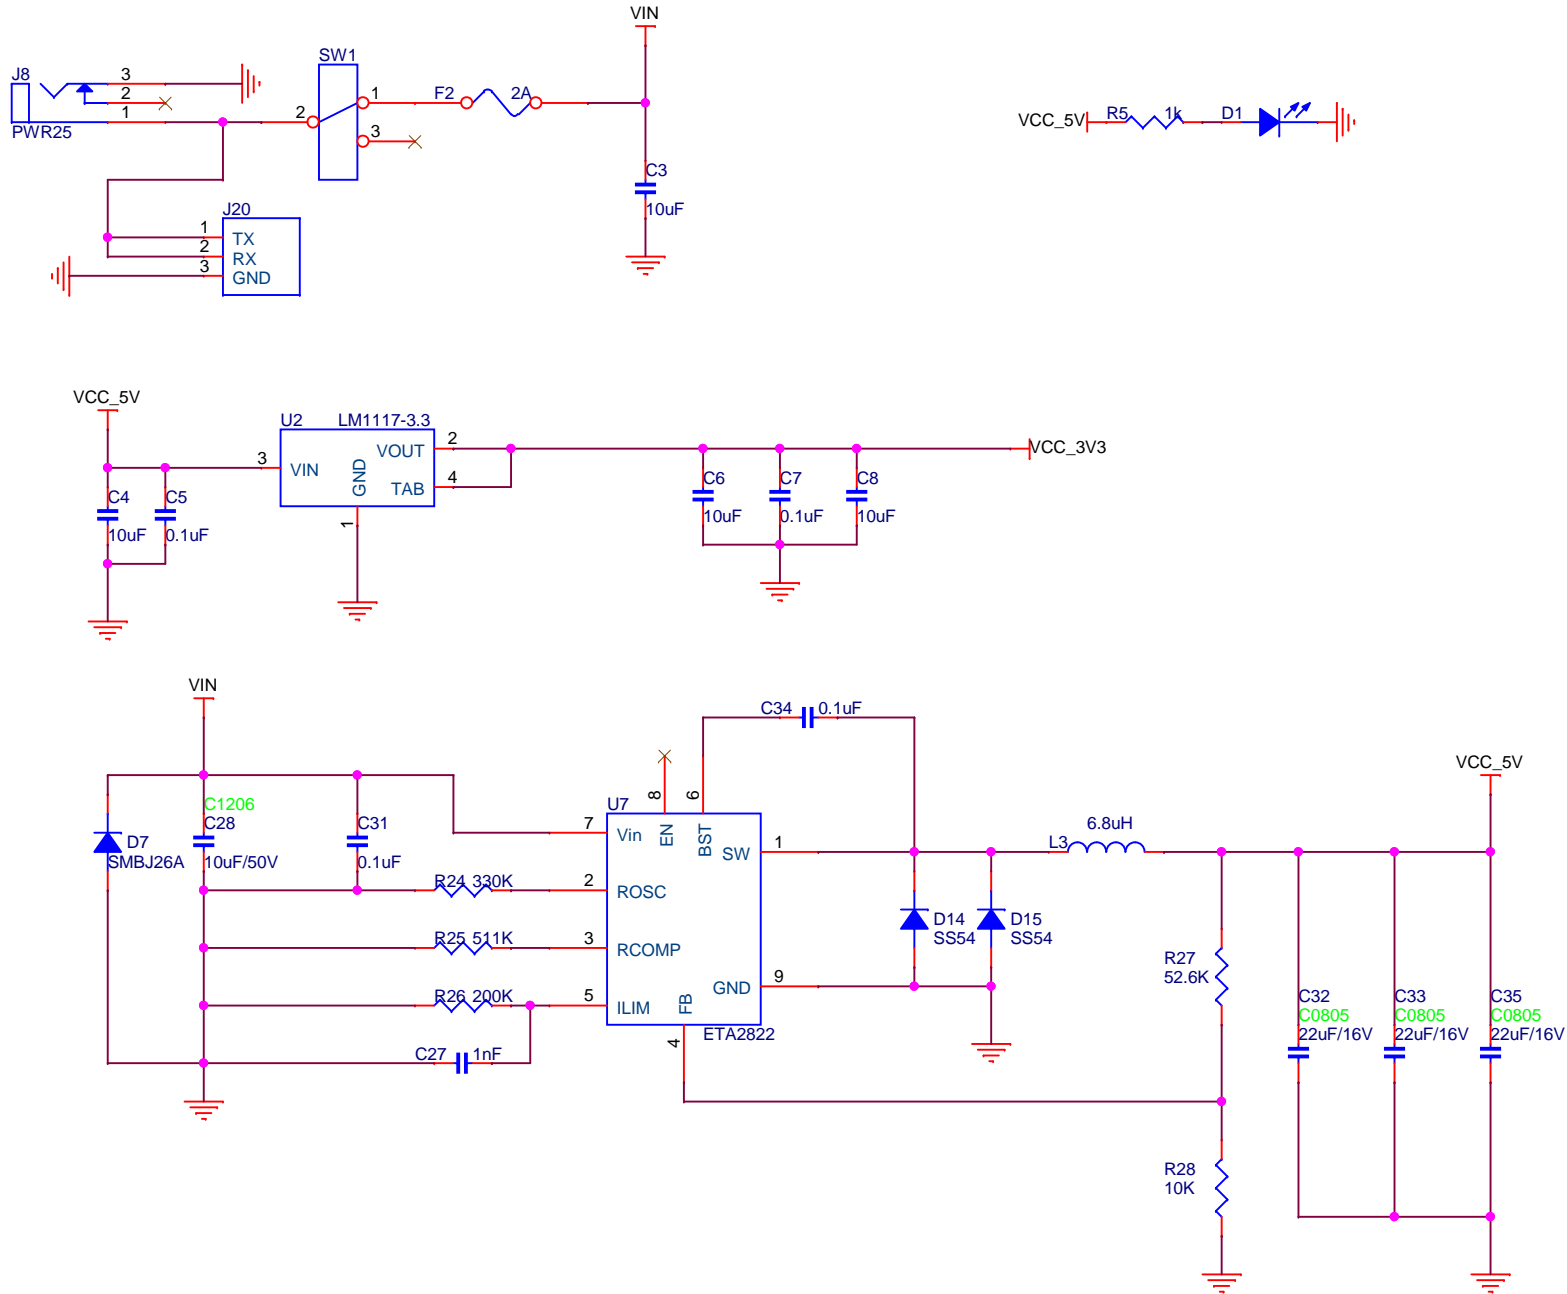 VIN
J8
3
2
1
PWR25
SW1
2
1
3
F2
2A
C3
10uF
VCC_5V
R5
1k
D1
J20
1
TX
2
RX
3
GND
VCC_5V
C4
10uF
C5
0.1uF
U2
LM1117-3.3
3
VIN
GND
VOUT
TAB
2
4
1
C6
10uF
C7
0.1uF
C8
10uF
VCC_3V3
VIN
D7
SMBJ26A
C1206
C28
10uF/50V
C31
0.1uF
R24 330K
R25 511K
R26 200K
C27
1nF
C34
0.1uF
U7
8
6
7
Vin
EN
BST
SW
1
2
ROSC
3
RCOMP
5
ILIM
FB
GND
9
4
ETA2822
D14
SS54
D15
SS54
L3
6.8uH
VCC_5V
R27
52.6K
R28
10K
C32
C0805
22uF/16V
C33
C0805
22uF/16V
C35
C0805
22uF/16V